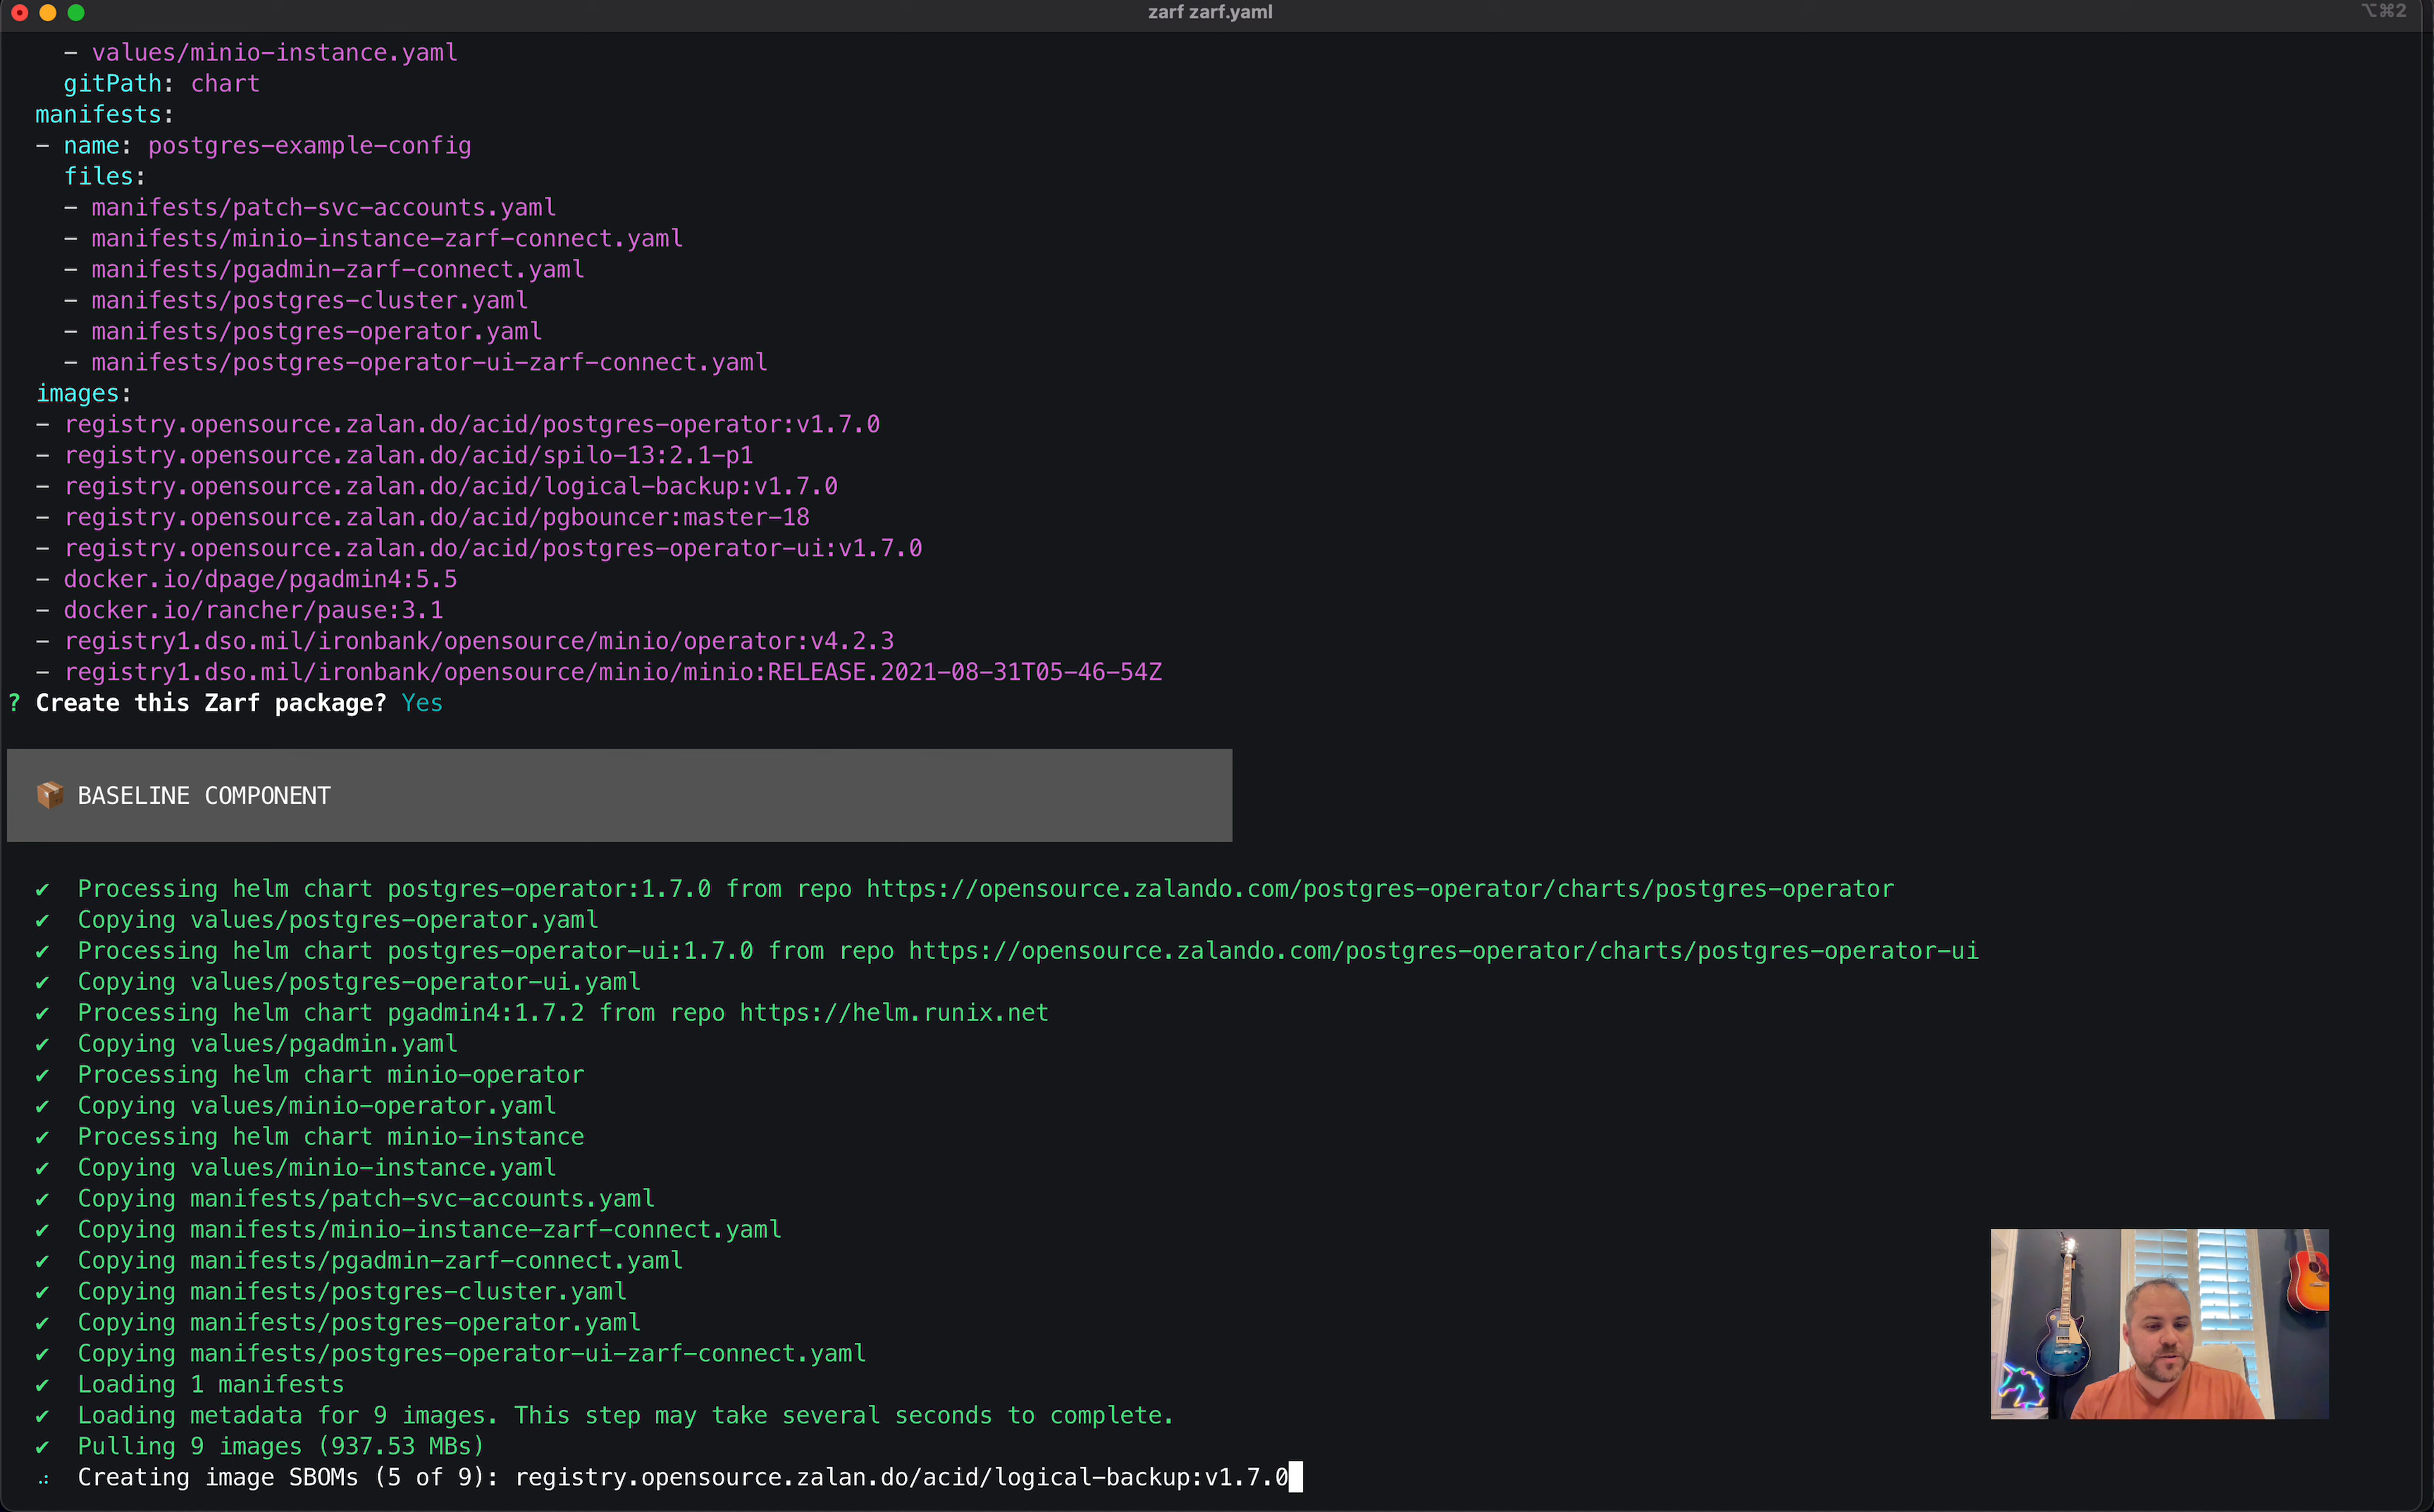 zarf zarf.yaml
⌥⌘2
- values/minio-instance.yaml
gitPath: chart
manifests:
- name: postgres-example-config
files:
- manifests/patch-svc-accounts.yaml
- manifests/minio-instance-zarf-connect.yaml
- manifests/pgadmin-zarf-connect.yaml
- manifests/postgres-cluster.yaml
- manifests/postgres-operator.yaml
- manifests/postgres-operator-ui-zarf-connect.yaml
images:
- registry.opensource.zalan.do/acid/postgres-operator:v1.7.0
- registry.opensource.zalan.do/acid/spilo-13:2.1-p1
- registry.opensource.zalan.do/acid/logical-backup:v1.7.0
- registry.opensource.zalan.do/acid/pgbouncer:master-18
- registry.opensource.zalan.do/acid/postgres-operator-ui:v1.7.0
- docker.io/dpage/pgadmin4:5.5
- docker.io/rancher/pause:3.1
- registry1.dso.mil/ironbank/opensource/minio/operator:v4.2.3
- registry1.dso.mil/ironbank/opensource/minio/minio:RELEASE.2021-08-31T05-46-54Z
? Create this Zarf package? Yes
📦 BASELINE COMPONENT
✔ Processing helm chart postgres-operator:1.7.0 from repo https://opensource.zalando.com/postgres-operator/charts/postgres-operator
✔ Copying values/postgres-operator.yaml
✔ Processing helm chart postgres-operator-ui:1.7.0 from repo https://opensource.zalando.com/postgres-operator/charts/postgres-operator-ui
✔ Copying values/postgres-operator-ui.yaml
✔ Processing helm chart pgadmin4:1.7.2 from repo https://helm.runix.net
✔ Copying values/pgadmin.yaml
✔ Processing helm chart minio-operator
✔ Copying values/minio-operator.yaml
✔ Processing helm chart minio-instance
✔ Copying values/minio-instance.yaml
✔ Copying manifests/patch-svc-accounts.yaml
✔ Copying manifests/minio-instance-zarf-connect.yaml
✔ Copying manifests/pgadmin-zarf-connect.yaml
✔ Copying manifests/postgres-cluster.yaml
✔ Copying manifests/postgres-operator.yaml
✔ Copying manifests/postgres-operator-ui-zarf-connect.yaml
✔ Loading 1 manifests
✔ Loading metadata for 9 images. This step may take several seconds to complete.
✔ Pulling 9 images (937.53 MBs)
Creating image SBOMs (5 of 9): registry.opensource.zalan.do/acid/logical-backup:v1.7.0